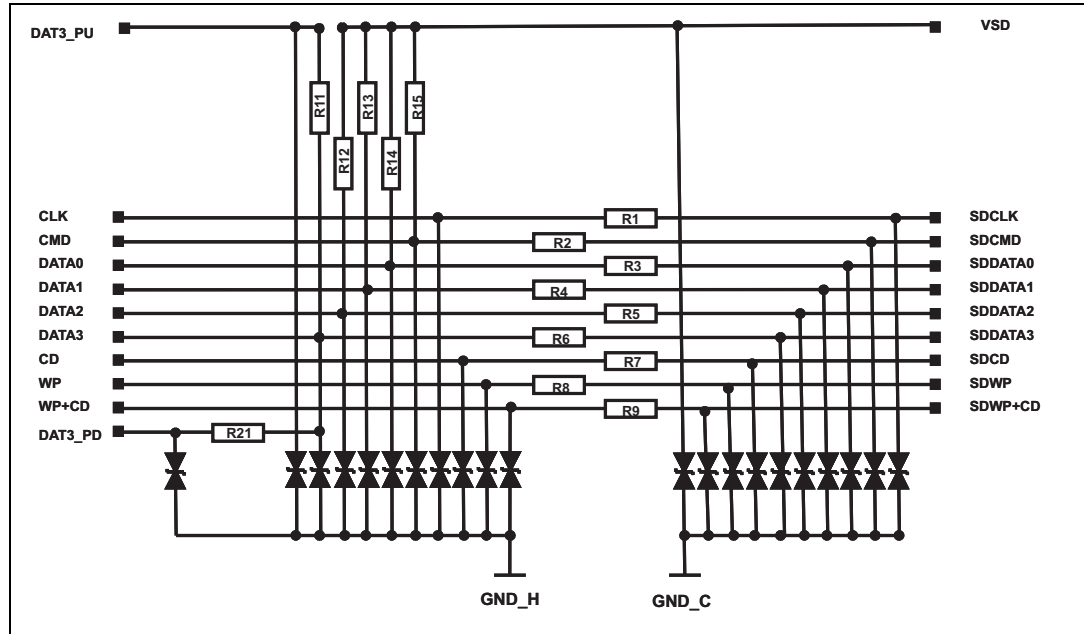 DAT3_PU VSD
R11 R13 R15
R12 R14
CLK R1 SDCLK
CMD R2 SDCMD
DATA0 R3 SDDATA0
DATA1 R4 SDDATA1
DATA2 R5 SDDATA2
DATA3 R6 SDDATA3
CD R7 SDCD
WP R8 SDWP
WP+CD R9 SDWP+CD
DAT3_PD R21
GND_H GND_C